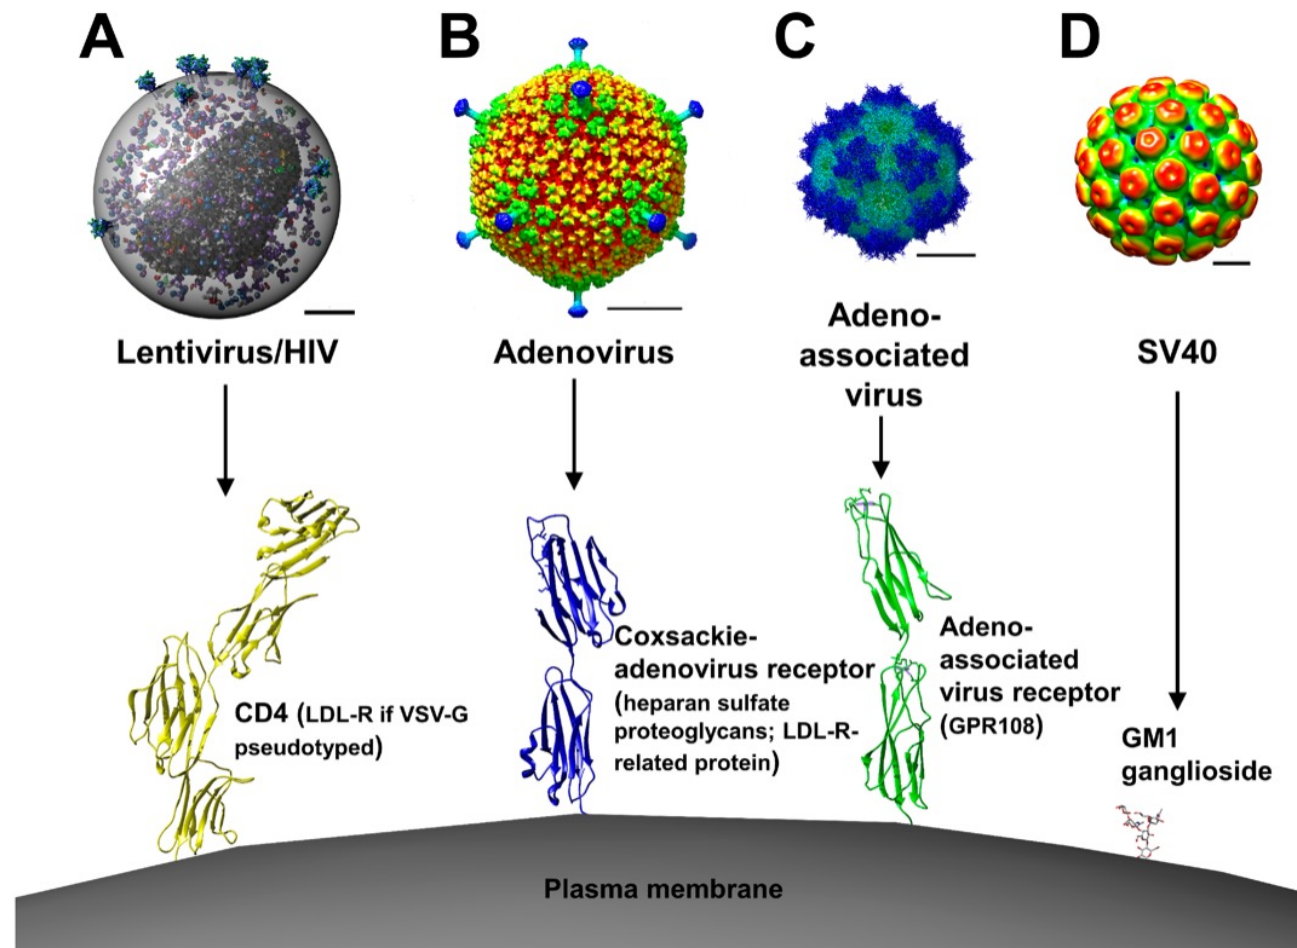 A
B
C
D
Lentivirus/HIV
Adenovirus
Adeno-
associated
virus
SV40
CD4 (LDL-R if VSV-G
pseudotyped)
Coxsackie-
adenovirus receptor
(heparan sulfate
proteoglycans; LDL-R-
related protein)
Adeno-
associated
virus receptor
(GPR108)
GM1
ganglioside
Plasma membrane